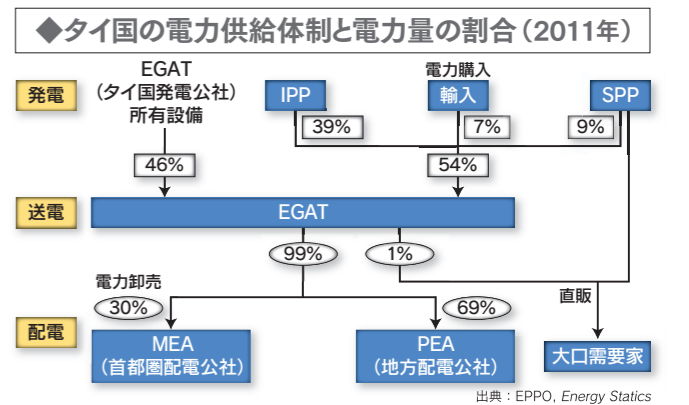 ◆タイ国の電力供給体制と電力量の割合（2011年）
発電
EGAT
（タイ国発電公社）
所有設備
IPP
電力購入
輸入
SPP
39%
7%
9%
46%
54%
送電
EGAT
99%
1%
電力卸売
30%
69%
直販
配電
MEA
（首都圏配電公社）
PEA
（地方配電公社）
大口需要家
出典：EPPO, Energy Statics